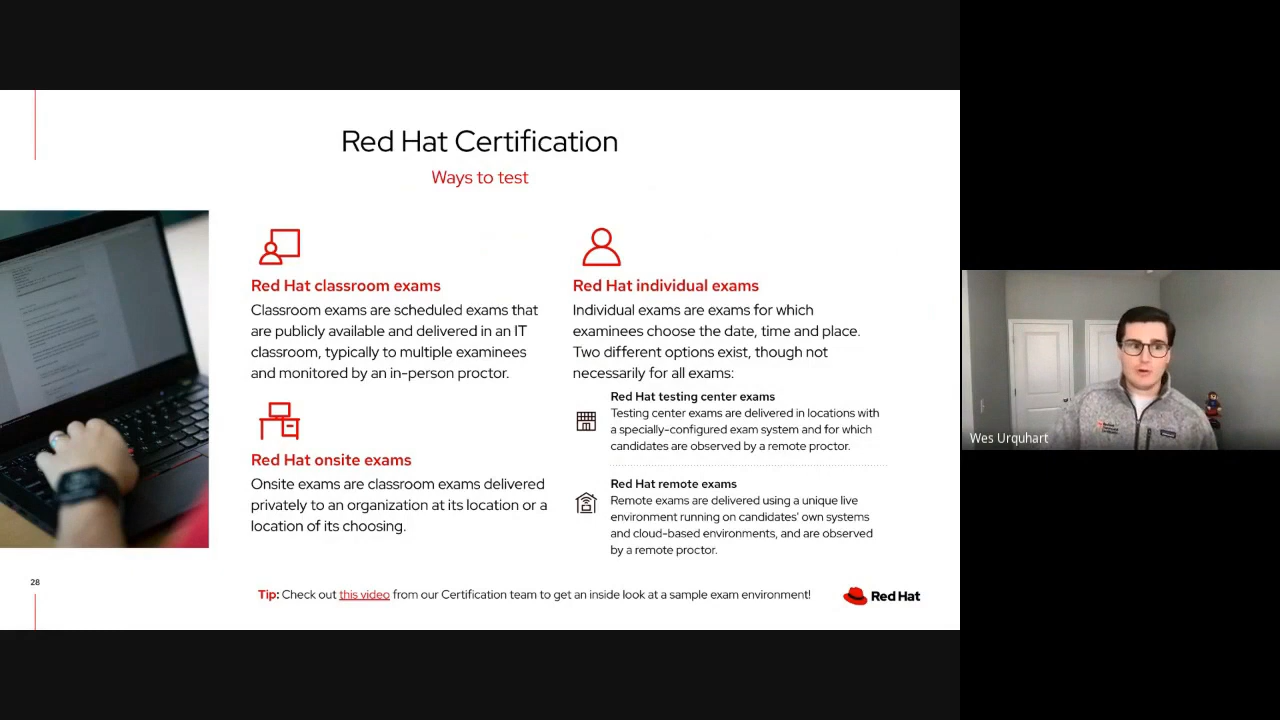 Red Hat Certification
Ways to test
Red Hat classroom exams
Classroom exams are scheduled exams that
are publicly available and delivered in an IT
classroom, typically to multiple examinees
and monitored by an in-person proctor.
Red Hat onsite exams
Onsite exams are classroom exams delivered
privately to an organization at its location or a
location of its choosing.
Red Hat individual exams
Individual exams are exams for which
examinees choose the date, time and place.
Two different options exist, though not
necessarily for all exams:
Red Hat testing center exams
Testing center exams are delivered in locations with
a specially-configured exam system and for which
candidates are observed by a remote proctor.
Red Hat remote exams
Remote exams are delivered using a unique live
environment running on candidates' own systems
and cloud-based environments, and are observed
by a remote proctor.
28
Tip: Check out this video from our Certification team to get an inside look at a sample exam environment!
Red Hat
Wes Urquhart